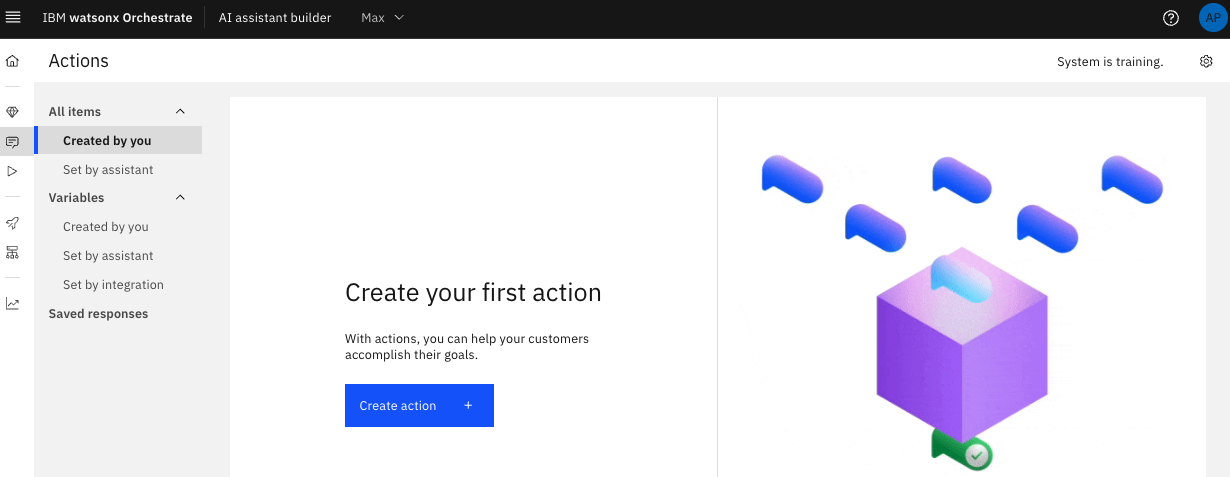 IBM watsonx Orchestrate
AI assistant builder
Max
AP
Actions
System is training.
All items
Created by you
Set by assistant
Variables
Created by you
Set by assistant
Set by integration
Saved responses
Create your first action
With actions, you can help your customers
accomplish their goals.
Create action +